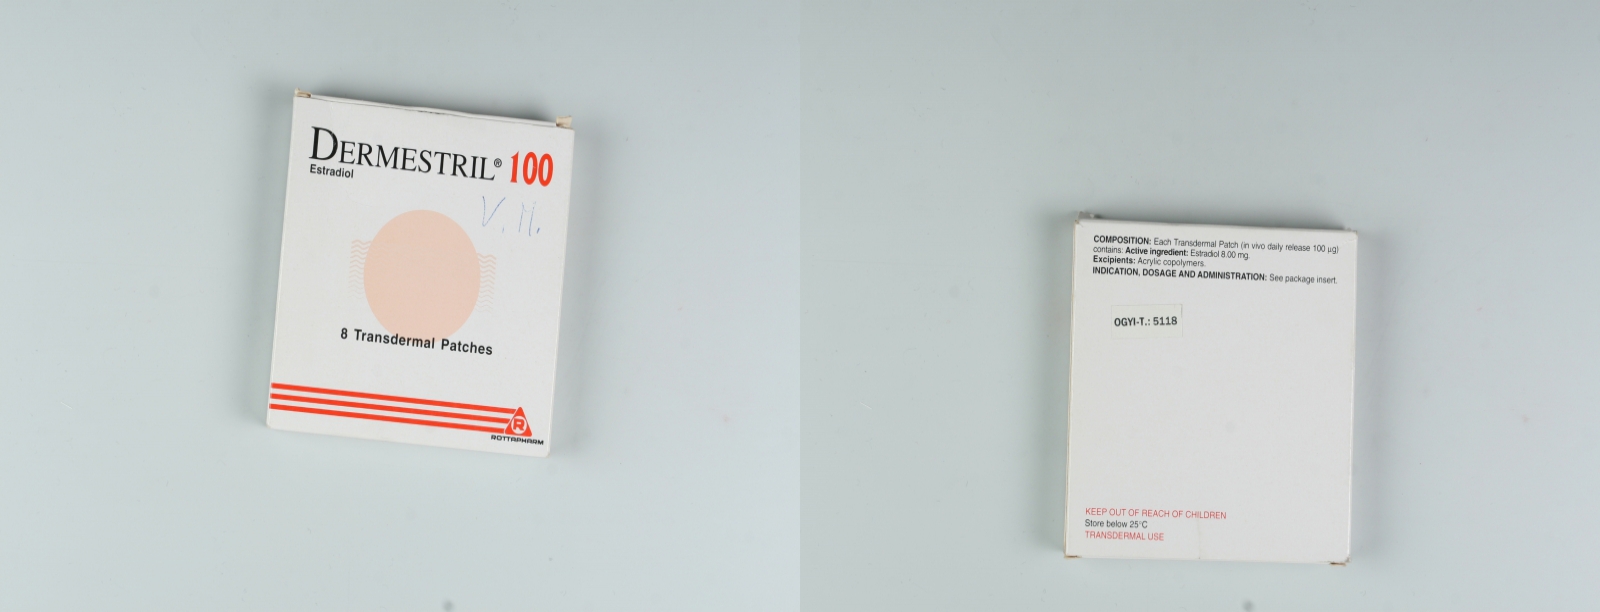 DERMESTRIL® 100
Estradiol
V. M.
8 Transdermal Patches
R
ROTTAPHARM
COMPOSITION: Each Transdermal Patch (in vivo daily release 100 µg)
contains: Active ingredient: Estradiol 8.00 mg.
Excipients: Acrylic copolymers.
INDICATION, DOSAGE AND ADMINISTRATION: See package insert.
OGYI-T.: 5118
KEEP OUT OF REACH OF CHILDREN
Store below 25°C
TRANSDERMAL USE